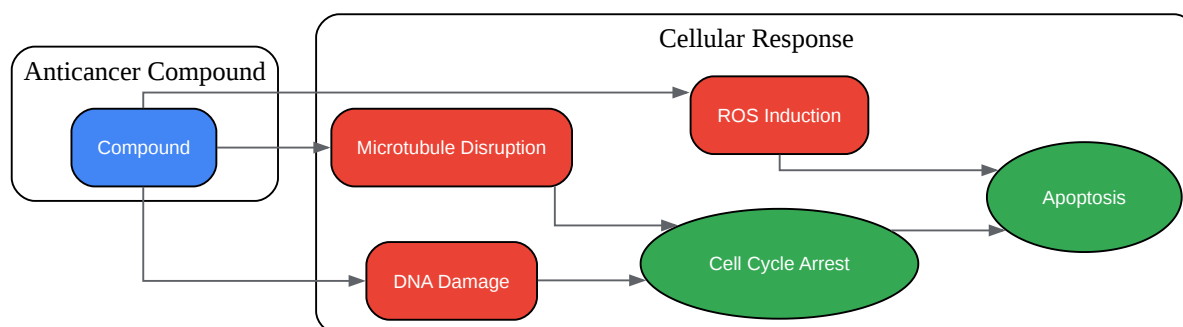 Cellular Response
Anticancer Compound
ROS Induction
Compound
Microtubule Disruption
Apoptosis
Cell Cycle Arrest
DNA Damage